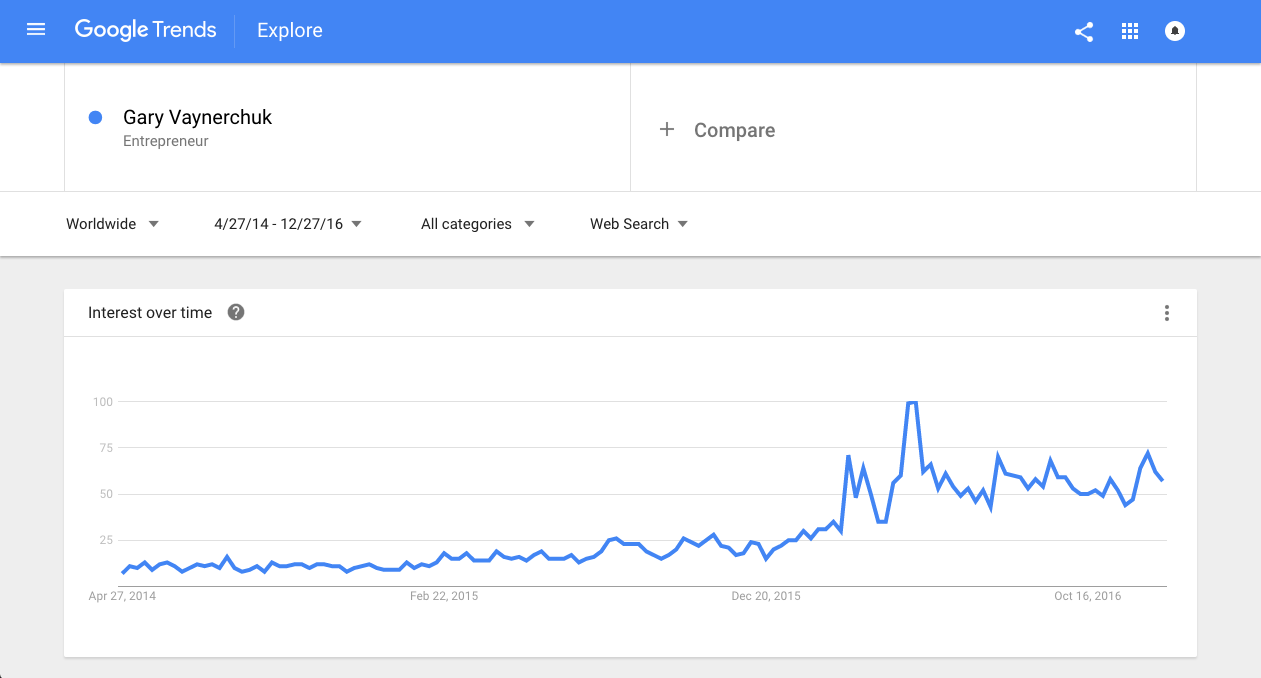 Google Trends Explore
Gary Vaynerchuk
Entrepreneur
+ Compare
Worldwide 4/27/14 - 12/27/16 All categories Web Search
Interest over time ?
100
75
50
25
Apr 27, 2014 Feb 22, 2015 Dec 20, 2015 Oct 16, 2016